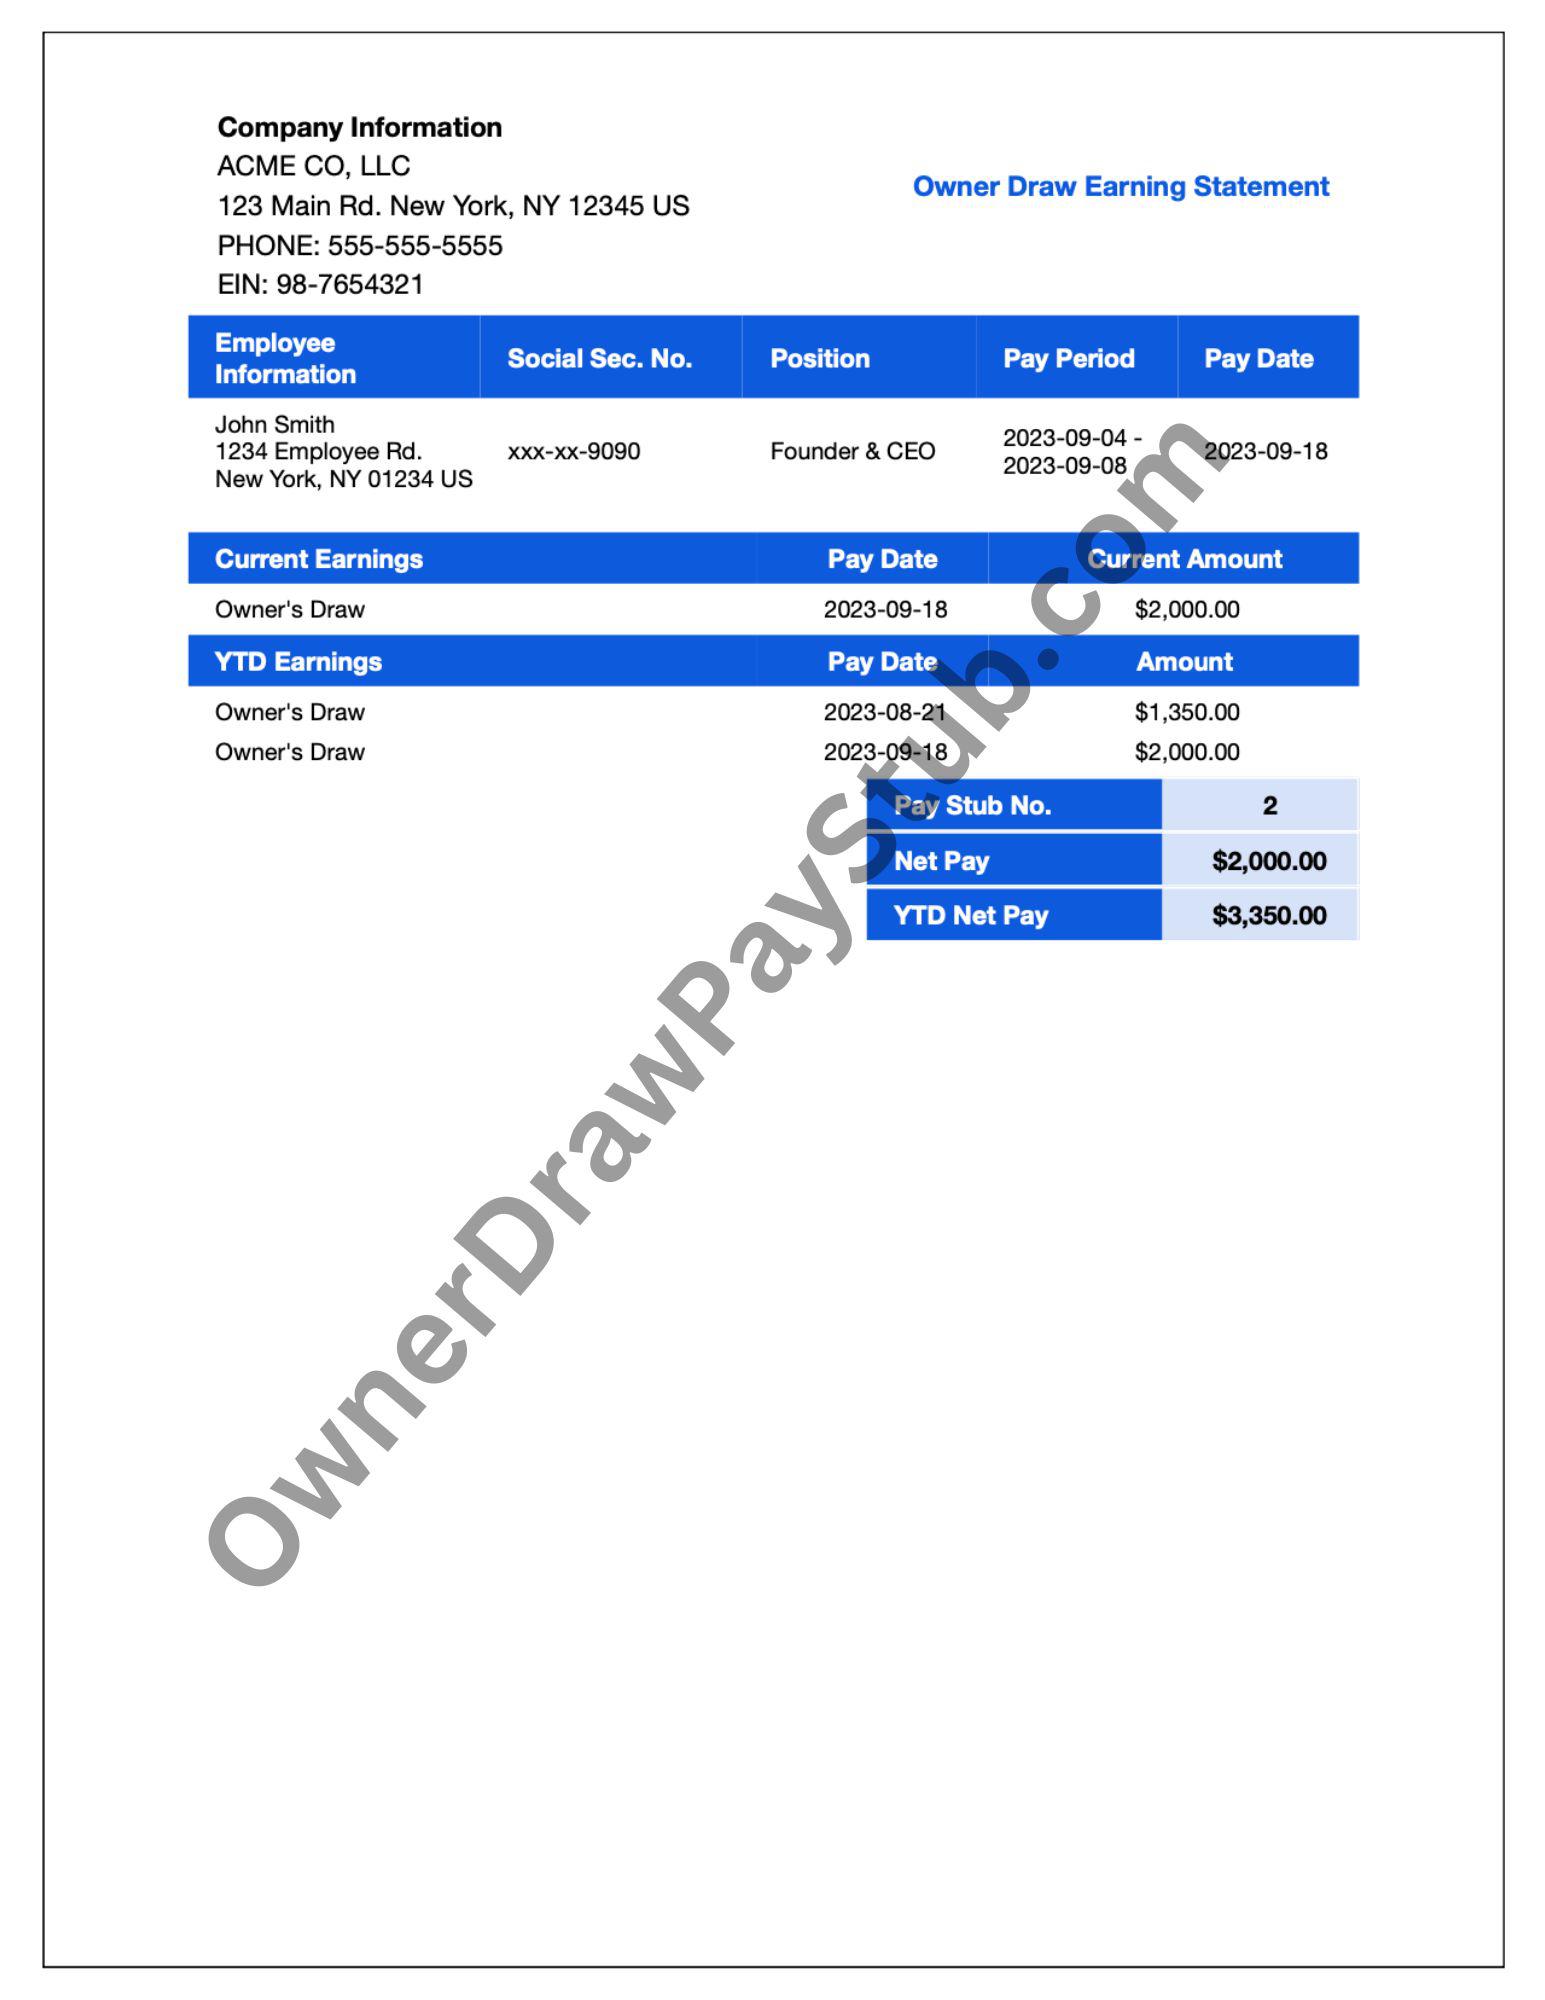 Company Information
ACME CO, LLC
123 Main Rd. New York, NY 12345 US
PHONE: 555-555-5555
EIN: 98-7654321
Owner Draw Earning Statement
Employee Information Social Sec. No. Position Pay Period Pay Date
John Smith
1234 Employee Rd.
New York, NY 01234 US
xxx-xx-9090
Founder & CEO
2023-09-04 -
2023-09-08
2023-09-18
Current Earnings Pay Date Current Amount
Owner's Draw 2023-09-18 $2,000.00
YTD Earnings Pay Date Amount
Owner's Draw 2023-08-21 $1,350.00
Owner's Draw 2023-09-18 $2,000.00
Pay Stub No. 2
Net Pay $2,000.00
YTD Net Pay $3,350.00
OwnerDrawPayStub.com